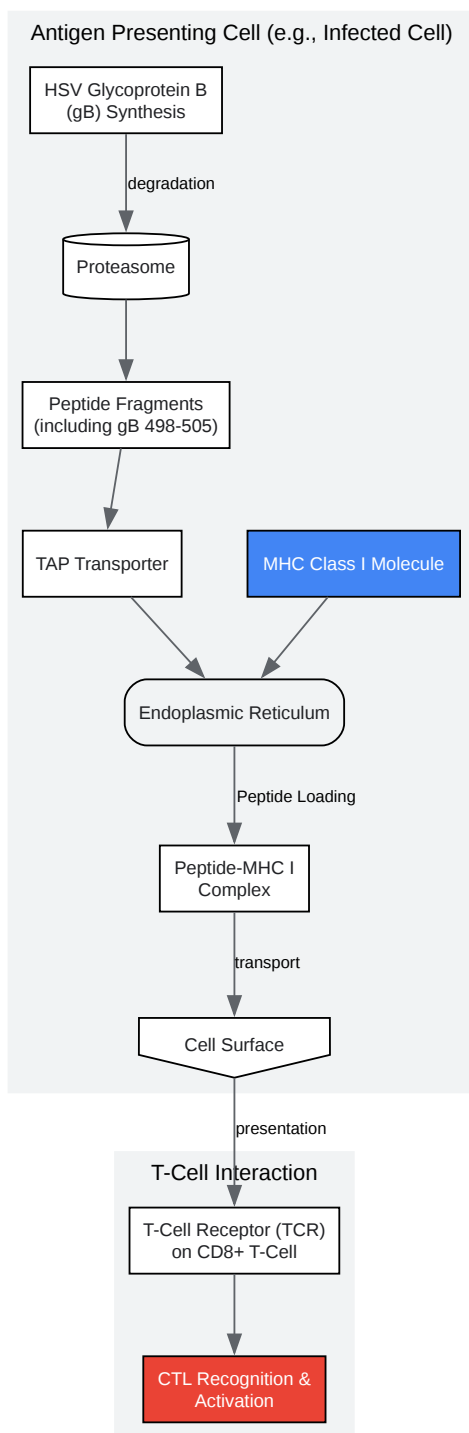 Antigen Presenting Cell (e.g., Infected Cell)
HSV Glycoprotein B
(gB) Synthesis
degradation
Proteasome
Peptide Fragments
(including gB 498-505)
TAP Transporter
MHC Class I Molecule
Endoplasmic Reticulum
Peptide Loading
Peptide-MHC I
Complex
transport
Cell Surface
presentation
T-Cell Interaction
T-Cell Receptor (TCR)
on CD8+ T-Cell
CTL Recognition &
Activation